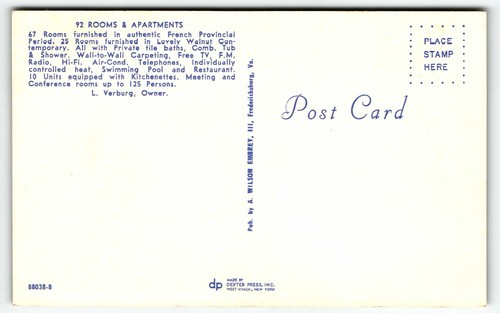 92 ROOMS & APARTMENTS
67 Rooms furnished in authentic French Provincial
Period. 25 Rooms furnished in Lovely Walnut Con-
temporary. All with Private tile baths, Comb. Tub
& Shower. Wall-to-Wall Carpeting, Free TV, F.M.
Radio, Hi-Fi. Air-Cond. Telephones, Individually
controlled heat, Swimming Pool and Restaurant.
10 Units equipped with Kitchenettes. Meeting and
Conference rooms up to 125 Persons.
L. Verburg, Owner.
PLACE
STAMP
HERE
Post Card
Pub. by A. WILSON EMBREY, III, Fredericksburg, Va.
88038-B
dp
MADE BY
DEXTER PRESS, INC.
WEST NYACK, NEW YORK